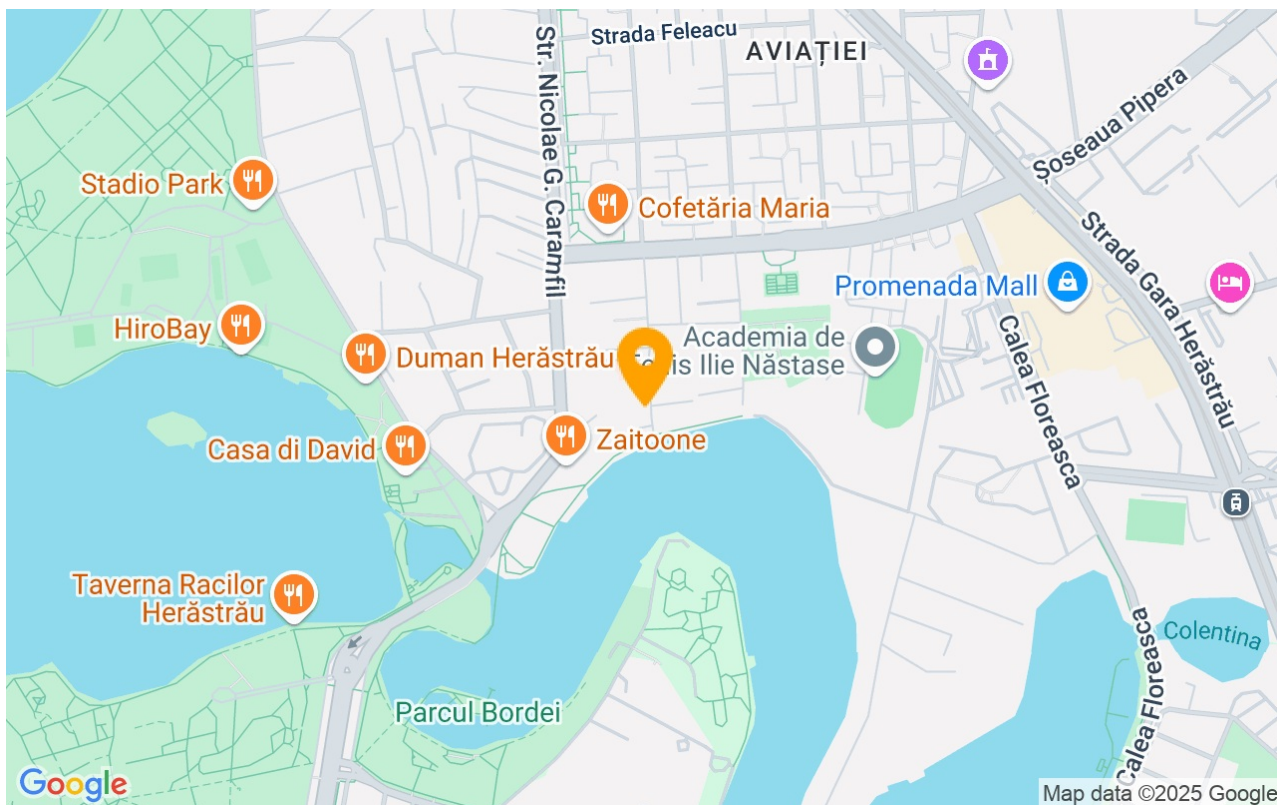 Strada Feleacu
AVIAȚIEI
Str. Nicolae G. Caramfil
Șoseaua Pipera
Stadio Park
Cofetăria Maria
Strada Gara Herăstrău
Promenada Mall
HiroBay
Duman Herăstrău
Academia de
Ilie Năstase
Calea Floreasca
Casa di David
Zaitoone
Taverna Racilor
Herăstrău
Colentina
Calea Floreasca
Parcul Bordei
Google
Map data ©2025 Google